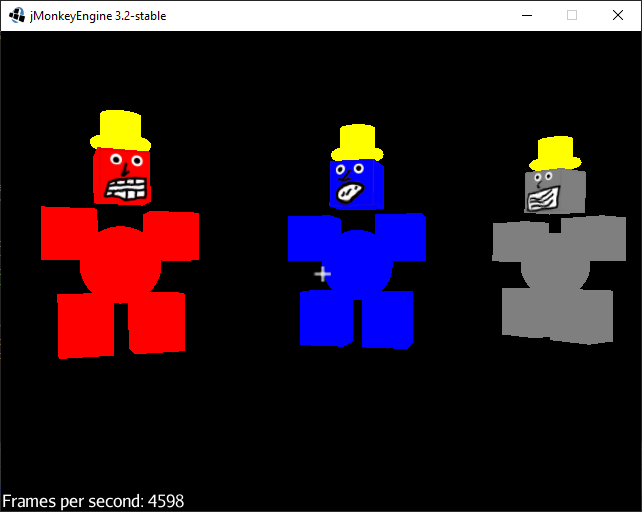 jMonkeyEngine 3.2-stable
Frames per second: 4598